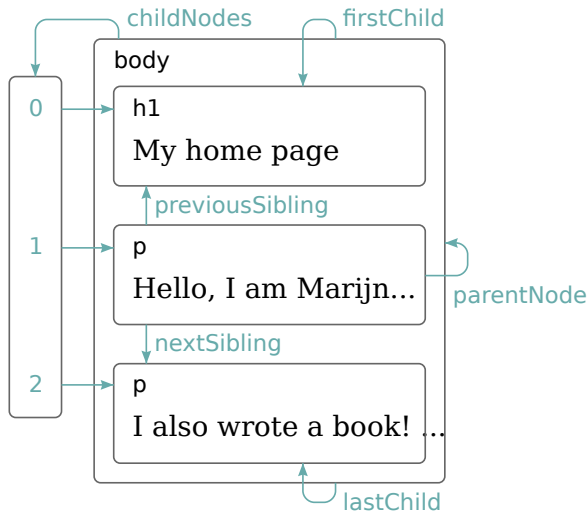 childNodes
firstChild
body
0
h1
My home page
previousSibling
1
p
Hello, I am Marijn...
parentNode
nextSibling
2
p
I also wrote a book! ...
lastChild